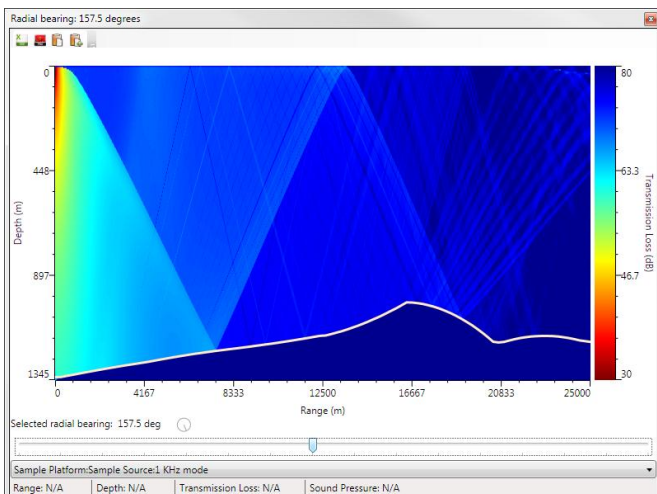 Radial bearing: 157.5 degrees
0
448
897
1345
Depth (m)
0 4167 8333 12500 16667 20833 25000
Range (m)
80
63.3
46.7
30
Transmission Loss (dB)
Selected radial bearing: 157.5 deg
Sample Platform:Sample Source:1 KHz mode
Range: N/A Depth: N/A Transmission Loss: N/A Sound Pressure: N/A